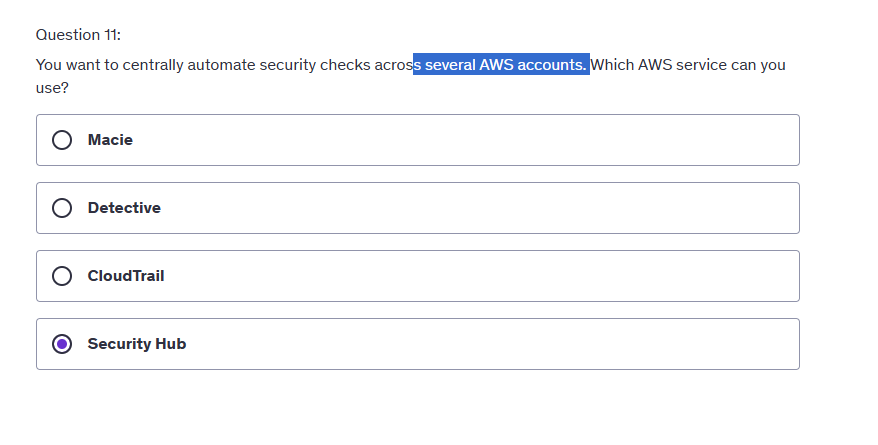 Question 11:
You want to centrally automate security checks across several AWS accounts. Which AWS service can you
use?
Macie
Detective
CloudTrail
Security Hub